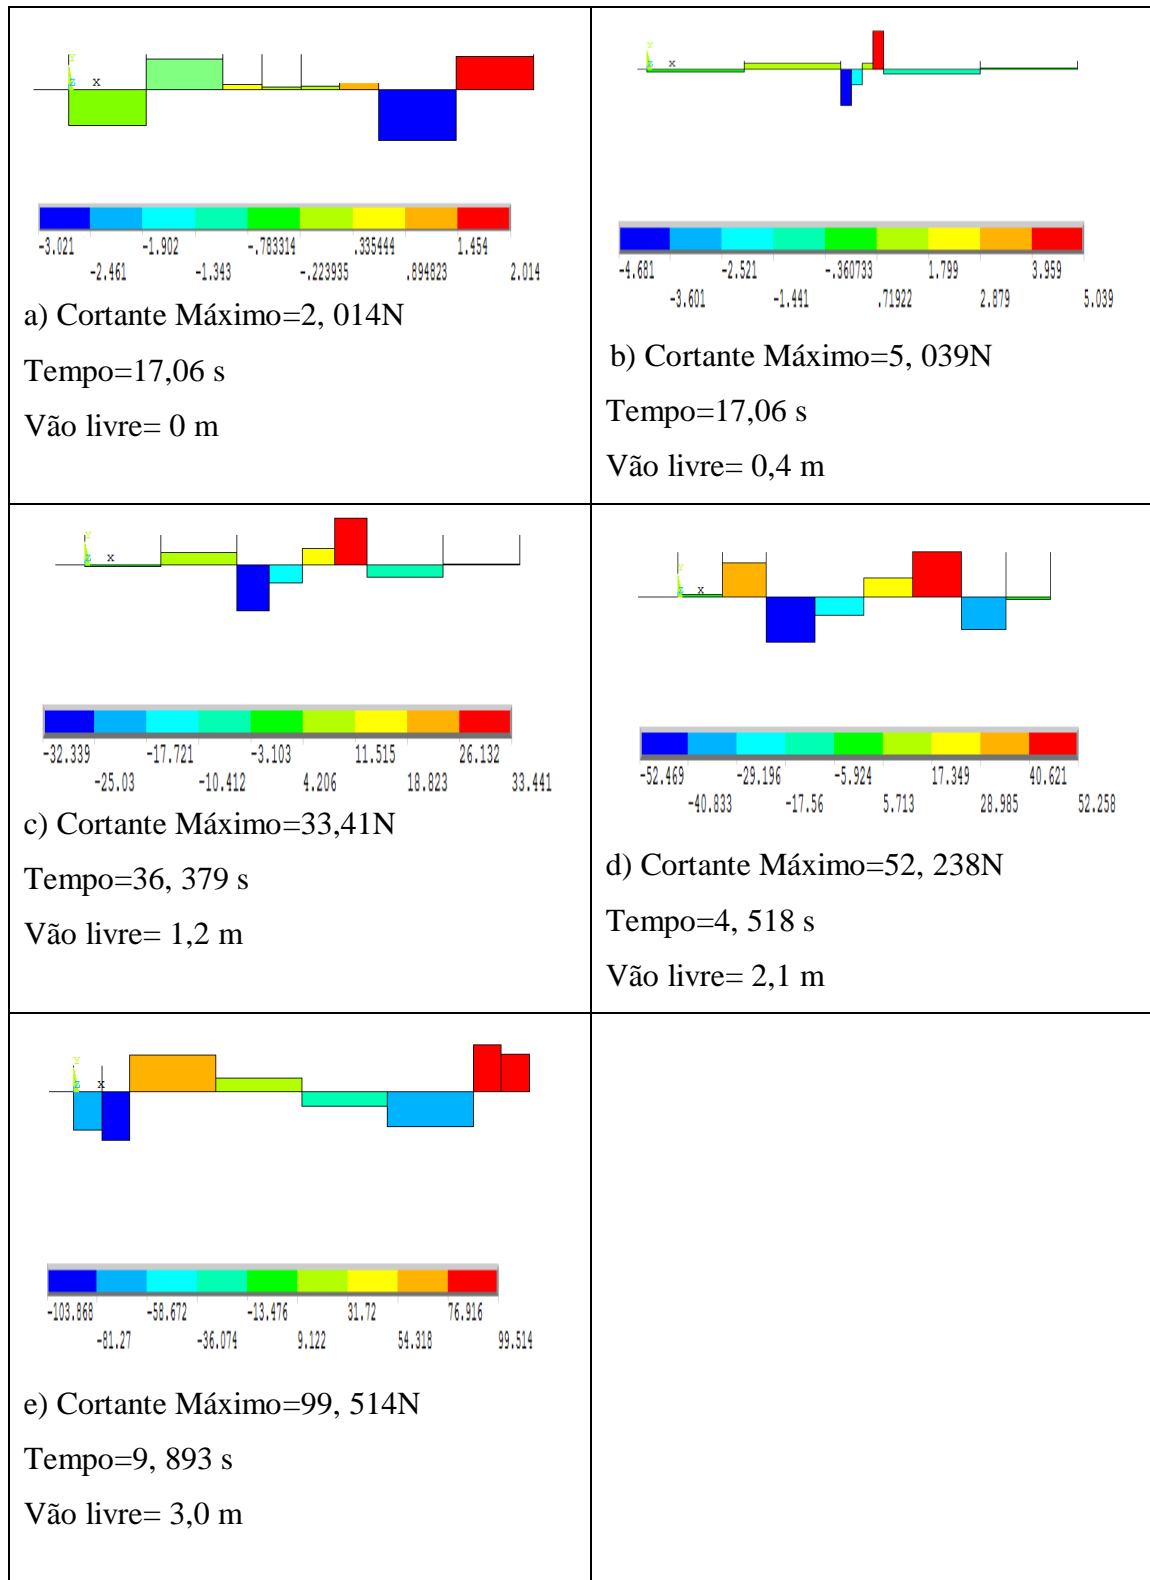 Y
Z X
-3.021 -1.902 -.783314 .335444 1.454
-2.461 -1.343 -.223935 .894823 2.014
a) Cortante Máximo=2, 014N
Tempo=17,06 s
Vão livre= 0 m
Y
Z X
-4.681 -2.521 -.360733 1.799 3.959
-3.601 -1.441 .71922 2.879 5.039
b) Cortante Máximo=5, 039N
Tempo=17,06 s
Vão livre= 0,4 m
Y
Z X
-32.339 -17.721 -3.103 11.515 26.132
-25.03 -10.412 4.206 18.823 33.441
c) Cortante Máximo=33,41N
Tempo=36, 379 s
Vão livre= 1,2 m
Y
Z X
-52.469 -29.196 -5.924 17.349 40.621
-40.833 -17.56 5.713 28.985 52.258
d) Cortante Máximo=52, 238N
Tempo=4, 518 s
Vão livre= 2,1 m
Y
Z X
-103.868 -58.672 -13.476 31.72 76.916
-81.27 -36.074 9.122 54.318 99.514
e) Cortante Máximo=99, 514N
Tempo=9, 893 s
Vão livre= 3,0 m